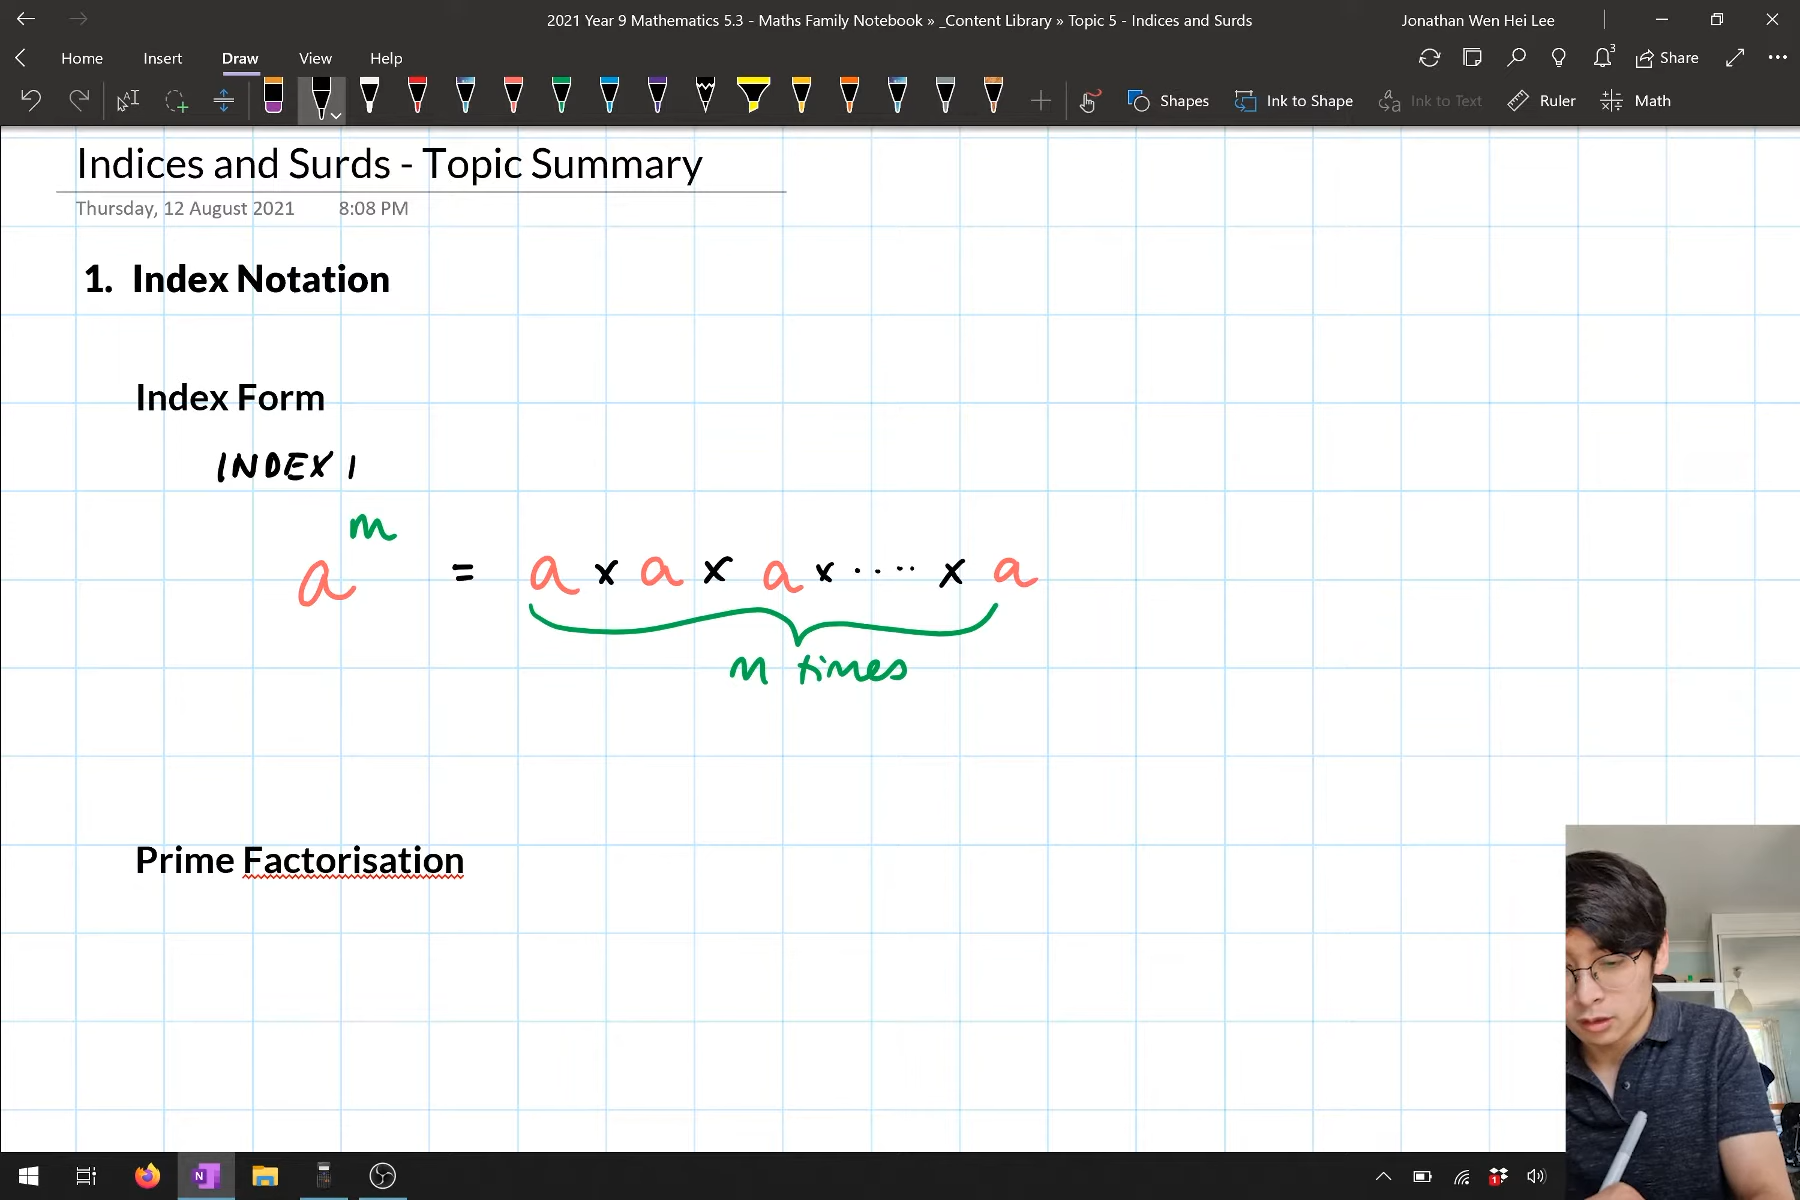 2021 Year 9 Mathematics 5.3 - Maths Family Notebook » _Content Library » Topic 5 - Indices and Surds
Jonathan Wen Hei Lee
Home Insert Draw View Help
3
Share
Shapes
Ink to Shape
Ink to Text
Ruler
Math
Indices and Surds - Topic Summary
Thursday, 12 August 2021 8:08 PM
1. Index Notation
Index Form
INDEX I
a^m = a x a x a x ···· x a
m times
Prime Factorisation
N
1